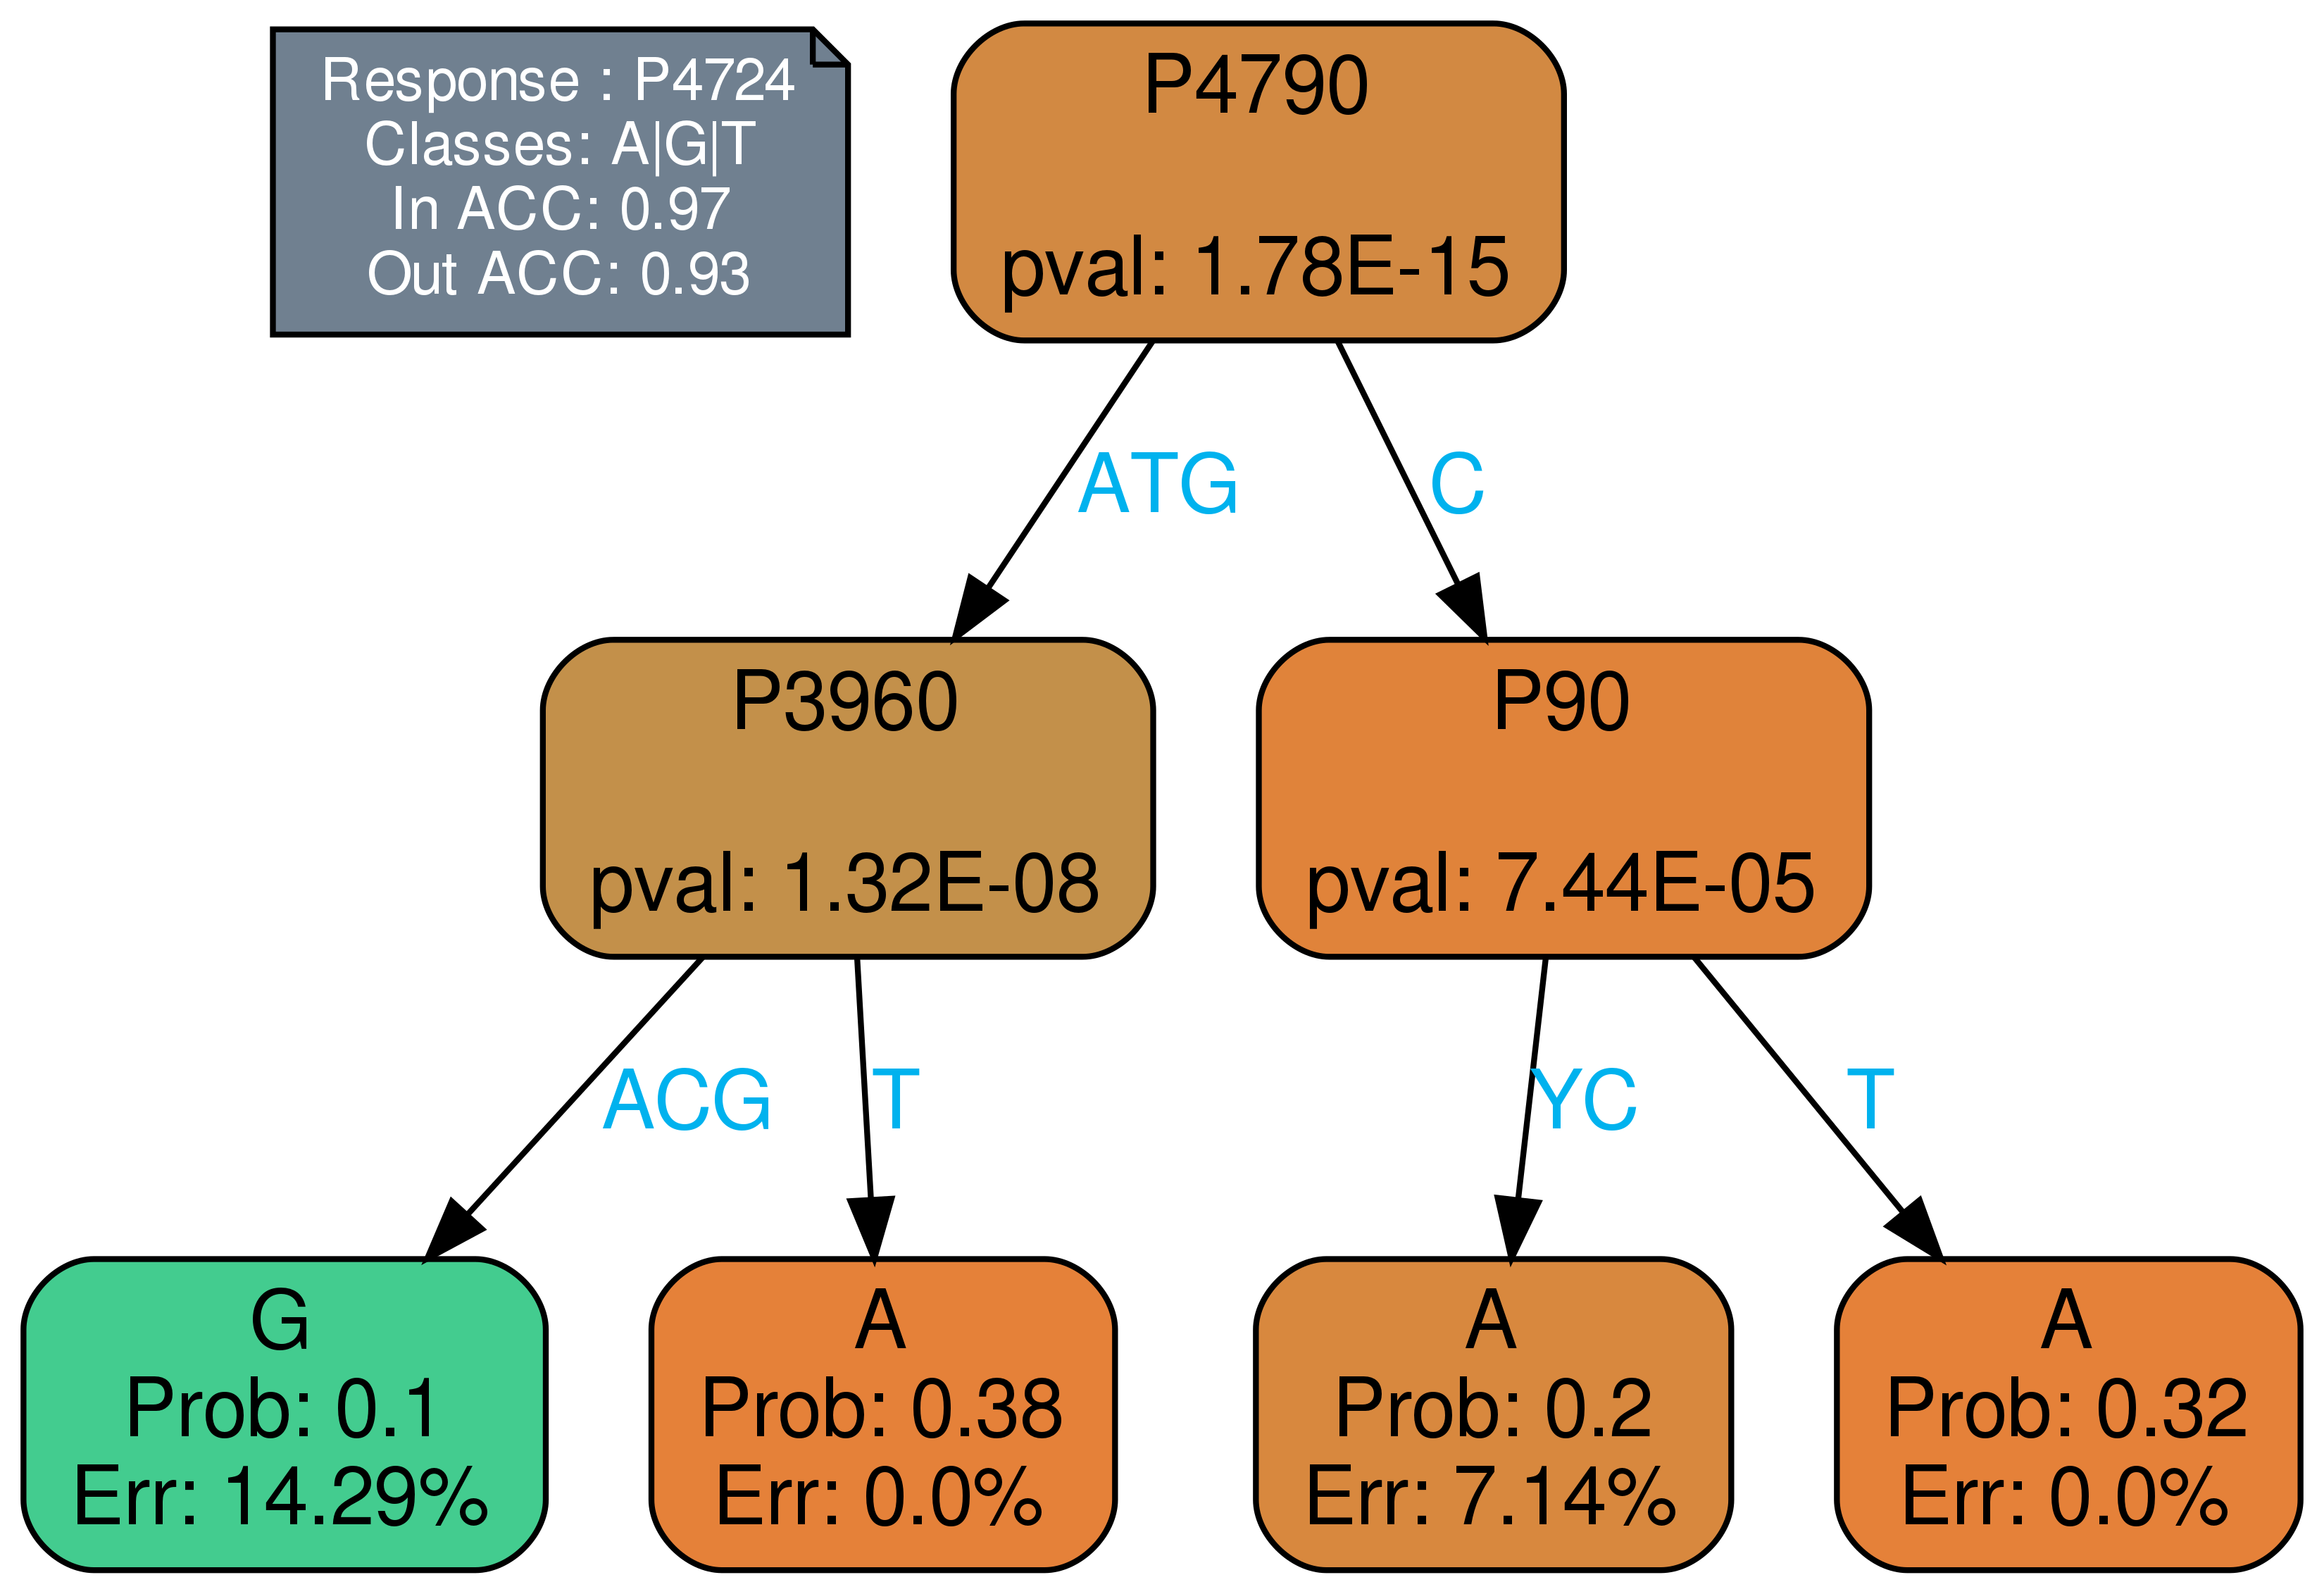 Response : P4724
Classes: A|G|T
In ACC: 0.97
Out ACC: 0.93
P4790
pval: 1.78E-15
ATG
C
P3960
pval: 1.32E-08
P90
pval: 7.44E-05
ACG
T
YC
T
G
Prob: 0.1
Err: 14.29%
A
Prob: 0.38
Err: 0.0%
A
Prob: 0.2
Err: 7.14%
A
Prob: 0.32
Err: 0.0%